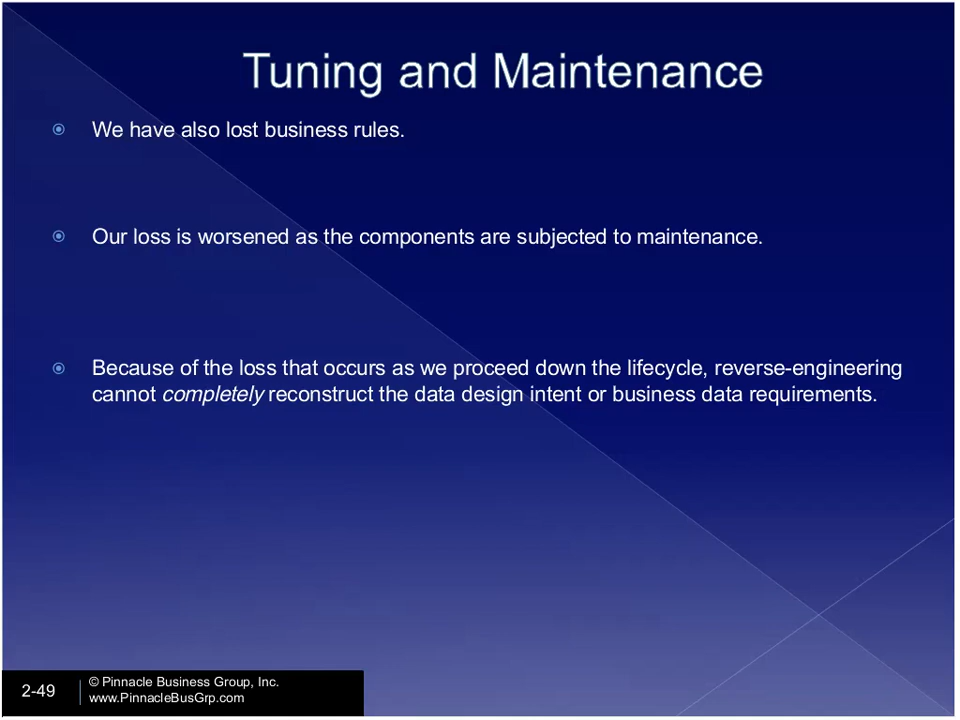 Tuning and Maintenance
We have also lost business rules.
Our loss is worsened as the components are subjected to maintenance.
Because of the loss that occurs as we proceed down the lifecycle, reverse-engineering
cannot completely reconstruct the data design intent or business data requirements.
2-49
© Pinnacle Business Group, Inc.
www.PinnacleBusGrp.com